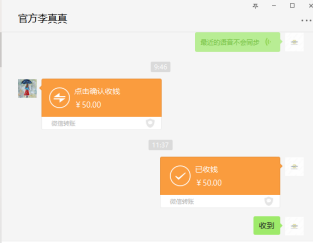 官方李真真
最近的语音不会同步
9:46
点击确认收钱
￥50.00
微信转账
11:37
已收钱
￥50.00
微信转账
收到